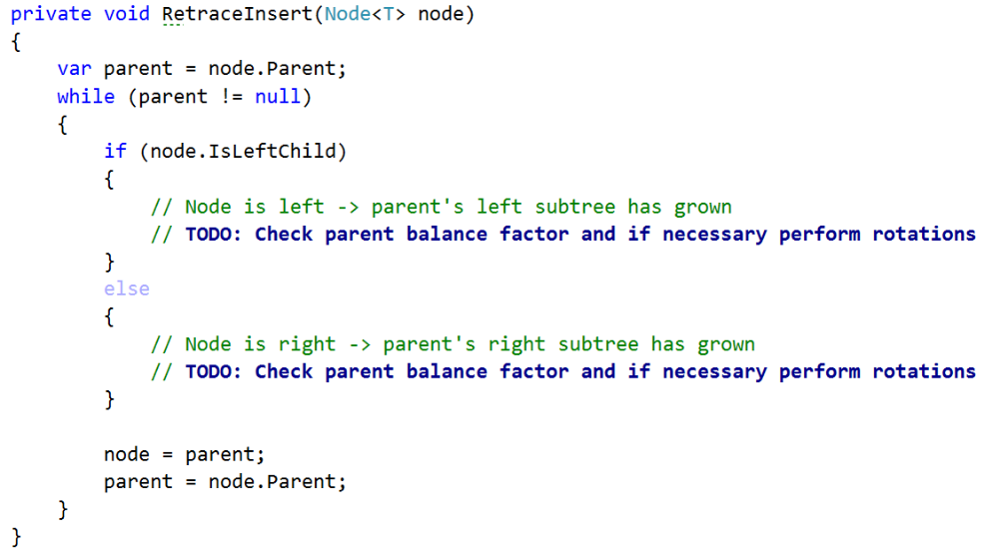 private void RetraceInsert(Node<T> node)
{
    var parent = node.Parent;
    while (parent != null)
    {
        if (node.IsLeftChild)
        {
            // Node is left -> parent's left subtree has grown
            // TODO: Check parent balance factor and if necessary perform rotations
        }
        else
        {
            // Node is right -> parent's right subtree has grown
            // TODO: Check parent balance factor and if necessary perform rotations
        }

        node = parent;
        parent = node.Parent;
    }
}